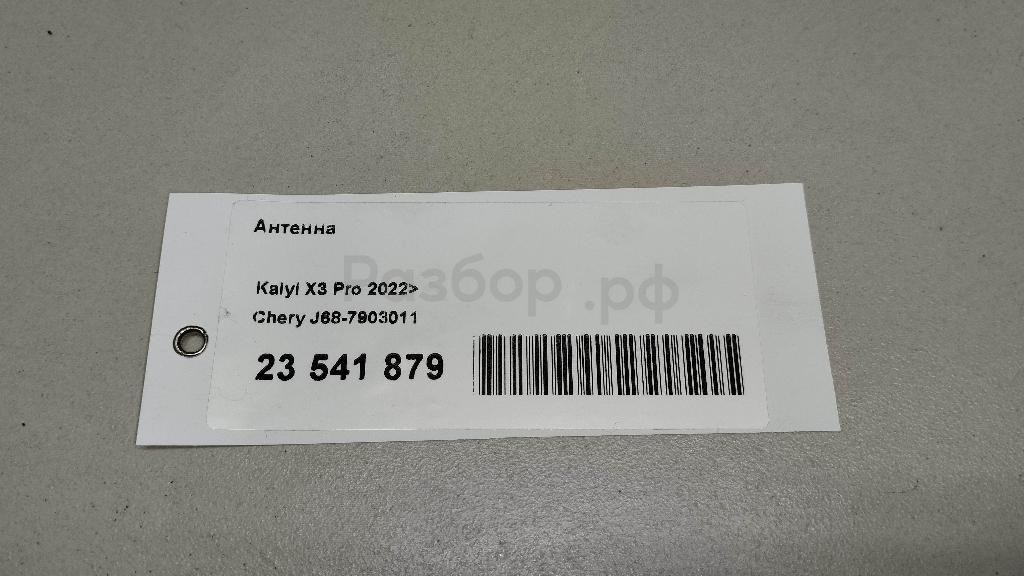 Антенна
Kaiyi X3 Pro 2022>
Chery J68-7903011
23 541 879
Разбор.рф